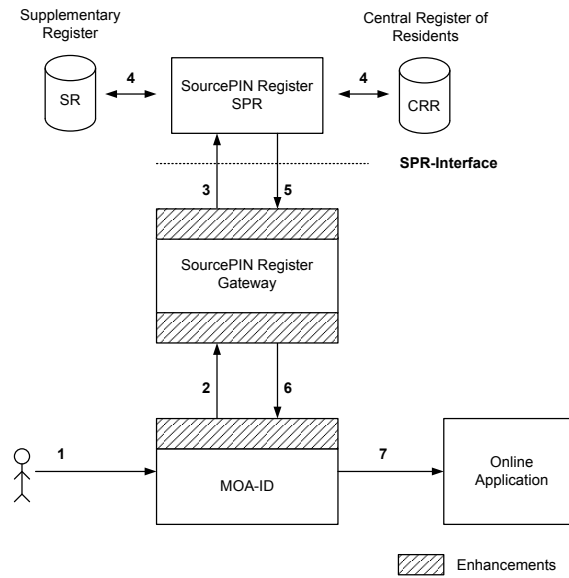 Supplementary
Register
Central Register of
Residents
SR
4
SourcePIN Register
SPR
4
CRR
SPR-Interface
3
5
SourcePIN Register
Gateway
2
6
1
MOA-ID
7
Online
Application
Enhancements